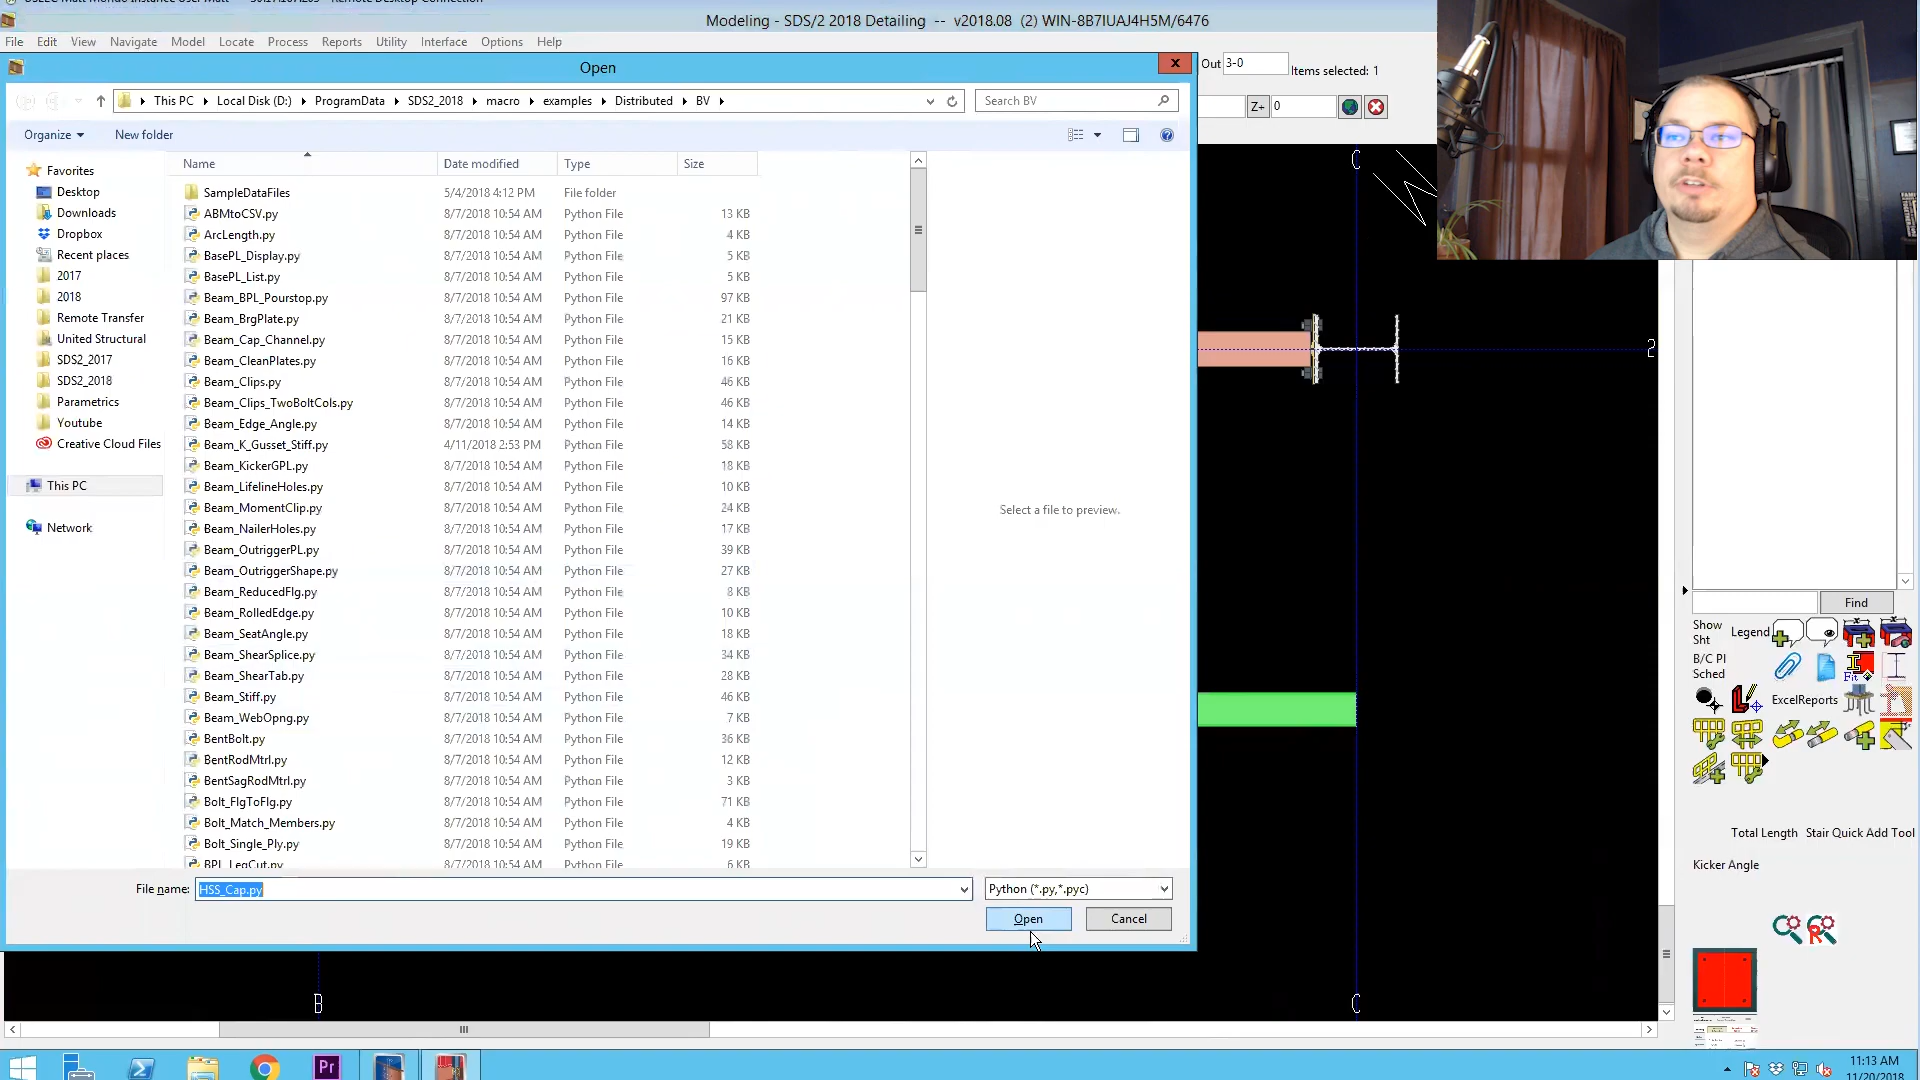 Modeling - SDS/2 2018 Detailing -- v2018.08 (2) WIN-8B7IUAJ4H5M/6476
File Edit View Navigate Model Locate Process Reports Utility Interface Options Help
Open
Out 3-0 Items selected: 1
This PC Local Disk (D:) ProgramData SDS2_2018 macro examples Distributed BV
Search BV
Z+ 0
Organize New folder
Name Date modified Type Size
Favorites
Desktop
Downloads
Dropbox
Recent places
2017
2018
Remote Transfer
United Structural
SDS2_2017
SDS2_2018
Parametrics
Youtube
Creative Cloud Files
This PC
Network
SampleDataFiles 5/4/2018 4:12 PM File folder
ABMtoCSV.py 8/7/2018 10:54 AM Python File 13 KB
ArcLength.py 8/7/2018 10:54 AM Python File 4 KB
BasePL_Display.py 8/7/2018 10:54 AM Python File 5 KB
BasePL_List.py 8/7/2018 10:54 AM Python File 5 KB
Beam_BPL_Pourstop.py 8/7/2018 10:54 AM Python File 97 KB
Beam_BrgPlate.py 8/7/2018 10:54 AM Python File 21 KB
Beam_Cap_Channel.py 8/7/2018 10:54 AM Python File 15 KB
Beam_CleanPlates.py 8/7/2018 10:54 AM Python File 16 KB
Beam_Clips.py 8/7/2018 10:54 AM Python File 46 KB
Beam_Clips_TwoBoltCols.py 8/7/2018 10:54 AM Python File 46 KB
Beam_Edge_Angle.py 8/7/2018 10:54 AM Python File 14 KB
Beam_K_Gusset_Stiff.py 4/11/2018 2:53 PM Python File 58 KB
Beam_KickerGPL.py 8/7/2018 10:54 AM Python File 18 KB
Beam_LifelineHoles.py 8/7/2018 10:54 AM Python File 10 KB
Beam_MomentClip.py 8/7/2018 10:54 AM Python File 24 KB
Beam_NailerHoles.py 8/7/2018 10:54 AM Python File 17 KB
Beam_OutriggerPL.py 8/7/2018 10:54 AM Python File 39 KB
Beam_OutriggerShape.py 8/7/2018 10:54 AM Python File 27 KB
Beam_ReducedFlg.py 8/7/2018 10:54 AM Python File 8 KB
Beam_RolledEdge.py 8/7/2018 10:54 AM Python File 10 KB
Beam_SeatAngle.py 8/7/2018 10:54 AM Python File 18 KB
Beam_ShearSplice.py 8/7/2018 10:54 AM Python File 34 KB
Beam_ShearTab.py 8/7/2018 10:54 AM Python File 28 KB
Beam_Stiff.py 8/7/2018 10:54 AM Python File 46 KB
Beam_WebOpng.py 8/7/2018 10:54 AM Python File 7 KB
BentBolt.py 8/7/2018 10:54 AM Python File 36 KB
BentRodMtrl.py 8/7/2018 10:54 AM Python File 12 KB
BentSagRodMtrl.py 8/7/2018 10:54 AM Python File 3 KB
Bolt_FlgToFlg.py 8/7/2018 10:54 AM Python File 71 KB
Bolt_Match_Members.py 8/7/2018 10:54 AM Python File 4 KB
Bolt_Single_Ply.py 8/7/2018 10:54 AM Python File 19 KB
BPL_LegCut.py 8/7/2018 10:54 AM Python File 6 KB
Select a file to preview.
File name: HSS_Cap.py Python (*.py,*.pyc)
Open Cancel
C
2
B C
Find
Show Sht Legend
B/C Pl Sched
Fit
ExcelReports
Total Length Stair Quick Add Tool
Kicker Angle
R
Pr
11:13 AM
11/20/2018